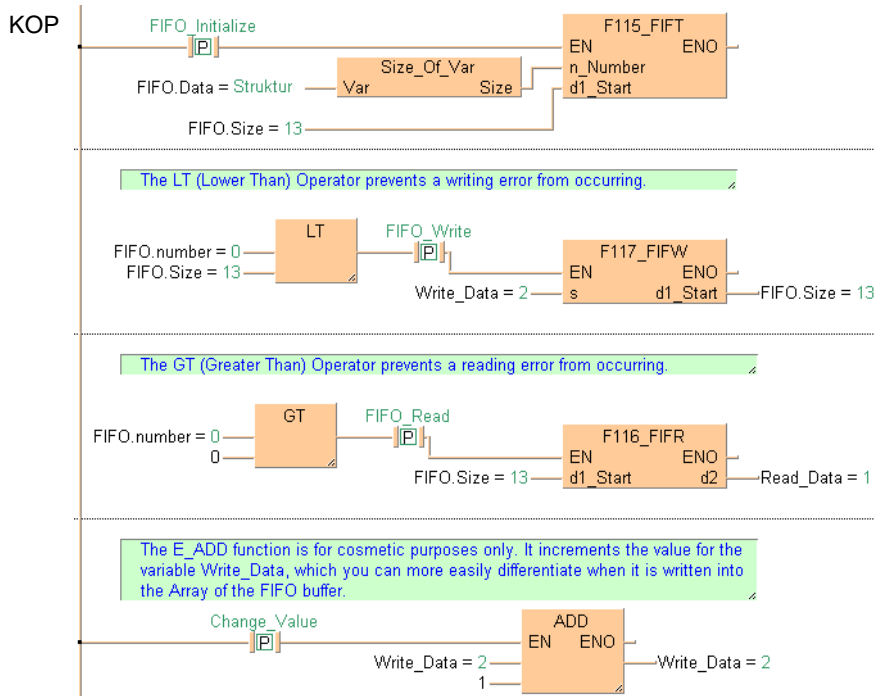 KOP
FIFO_Initialize
P
F115_FIFT
EN ENO
n_Number
d1_Start
Size_Of_Var
Var Size
FIFO.Data = Struktur
FIFO.Size = 13
The LT (Lower Than) Operator prevents a writing error from occurring.
LT
FIFO.number = 0
FIFO.Size = 13
FIFO_Write
P
F117_FIFW
EN ENO
s d1_Start
Write_Data = 2
FIFO.Size = 13
The GT (Greater Than) Operator prevents a reading error from occurring.
GT
FIFO.number = 0
0
FIFO_Read
P
F116_FIFR
EN ENO
d1_Start d2
FIFO.Size = 13
Read_Data = 1
The E_ADD function is for cosmetic purposes only. It increments the value for the
variable Write_Data, which you can more easily differentiate when it is written into
the Array of the FIFO buffer.
Change_Value
P
ADD
EN ENO
Write_Data = 2
1
Write_Data = 2